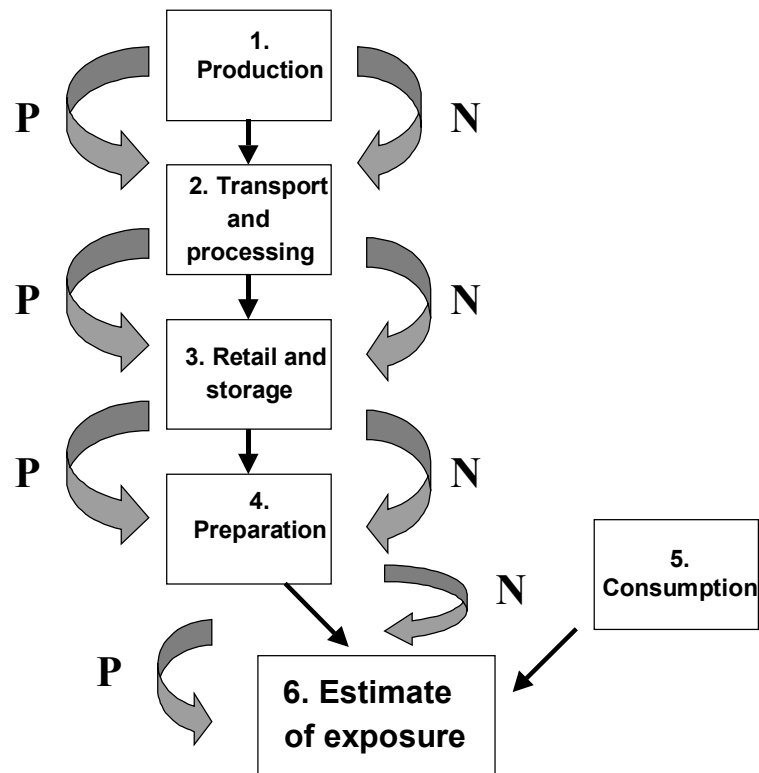 1.
Production
P
N
2. Transport
and
processing
P
N
3. Retail and
storage
P
N
4.
Preparation
5.
Consumption
N
P
6. Estimate
of exposure